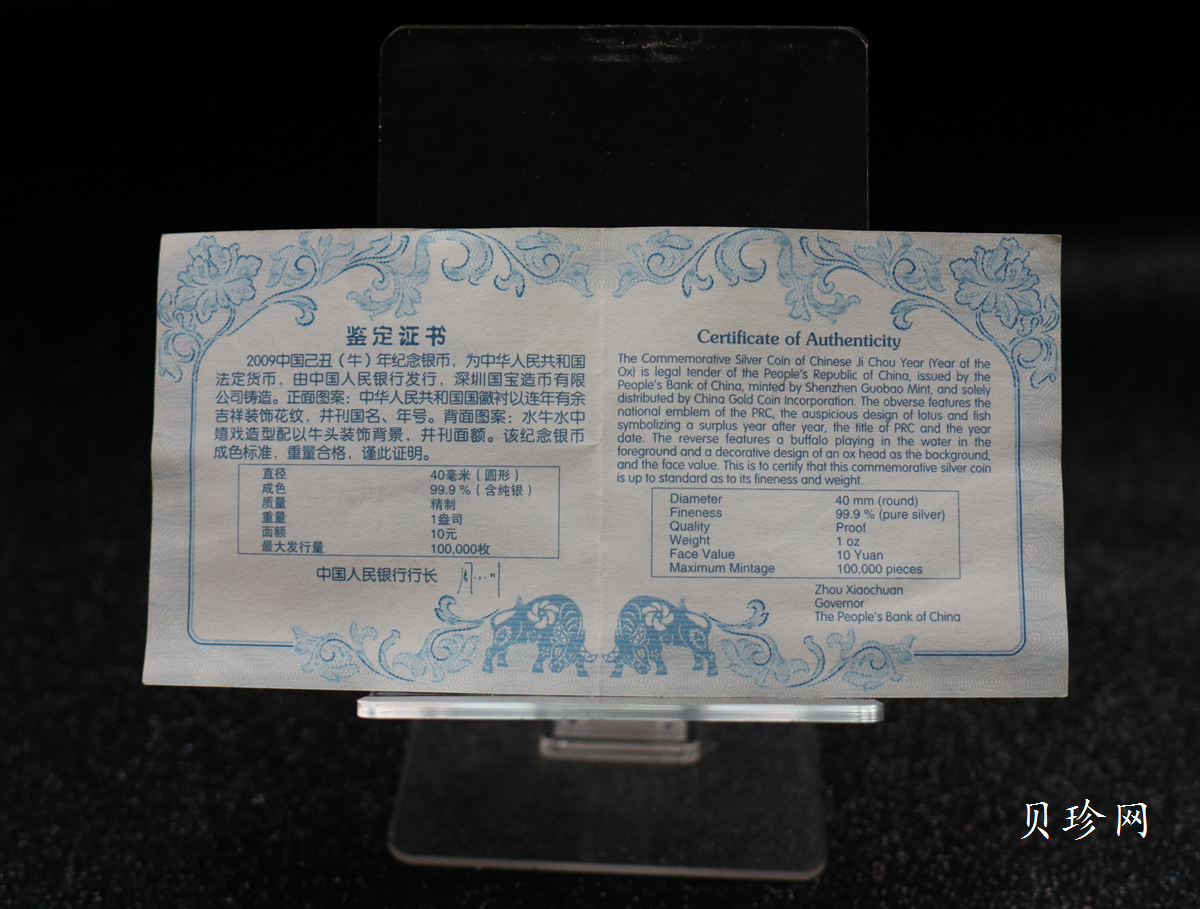 鉴定证书
2009中国己丑（牛）年纪念银币，为中华人民共和国
法定货币，由中国人民银行发行，深圳国宝造币有限
公司铸造。正面图案：中华人民共和国国徽衬以连年有余
吉祥装饰花纹，并刊国名、年号。背面图案：水牛水中
嬉戏造型配以牛头装饰背景，并刊面额。该纪念银币
成色标准，重量合格，谨此证明。
直径 40毫米（圆形）
成色 99.9 %（含纯银）
质量 精制
重量 1盎司
面额 10元
最大发行量 100,000枚
中国人民银行行长
Certificate of Authenticity
The Commemorative Silver Coin of Chinese Ji Chou Year (Year of the
Ox) is legal tender of the People's Republic of China, issued by the
People's Bank of China, minted by Shenzhen Guobao Mint, and solely
distributed by China Gold Coin Incorporation. The obverse features the
national emblem of the PRC, the auspicious design of lotus and fish
symbolizing a surplus year after year, the title of PRC and the year
date. The reverse features a buffalo playing in the water in the
foreground and a decorative design of an ox head as the background,
and the face value. This is to certify that this commemorative silver coin
is up to standard as to its fineness and weight.
Diameter 40 mm (round)
Fineness 99.9 % (pure silver)
Quality Proof
Weight 1 oz
Face Value 10 Yuan
Maximum Mintage 100,000 pieces
Zhou Xiaochuan
Governor
The People's Bank of China
贝珍网